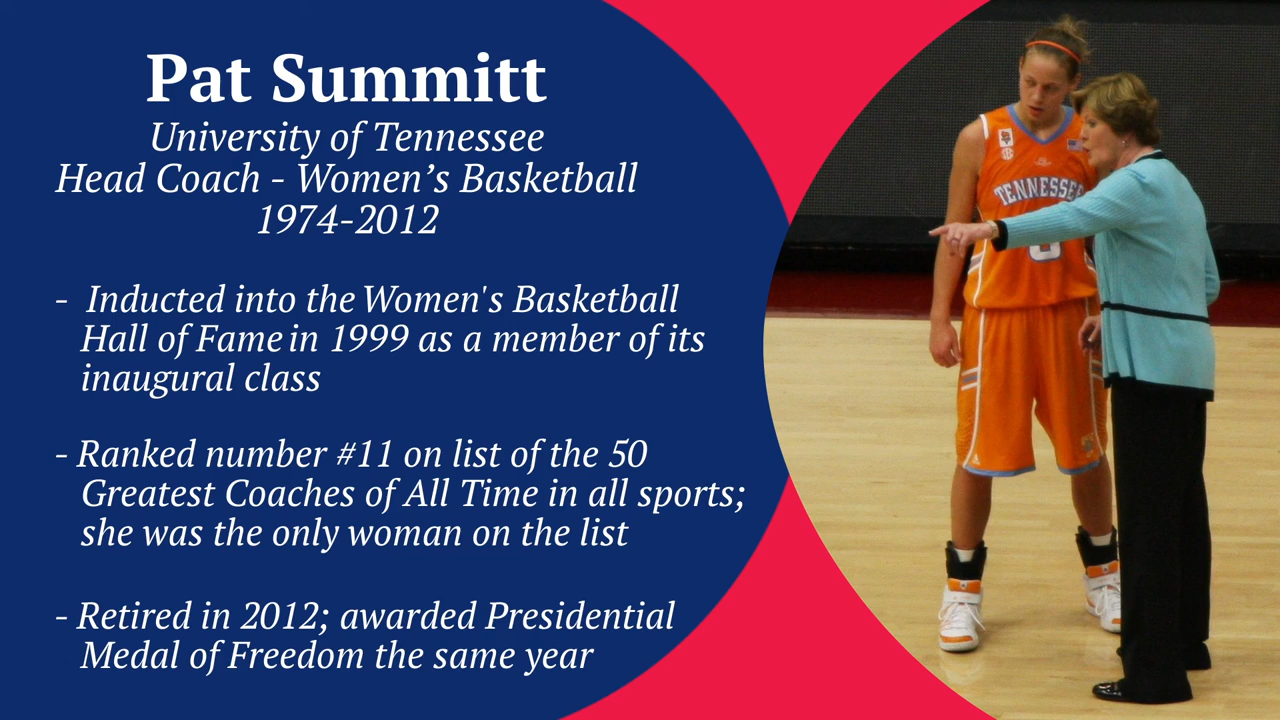 Pat Summitt
University of Tennessee
Head Coach - Women’s Basketball
1974-2012
- Inducted into the Women's Basketball
Hall of Fame in 1999 as a member of its
inaugural class
- Ranked number #11 on list of the 50
Greatest Coaches of All Time in all sports;
she was the only woman on the list
- Retired in 2012; awarded Presidential
Medal of Freedom the same year
TENNESSEE